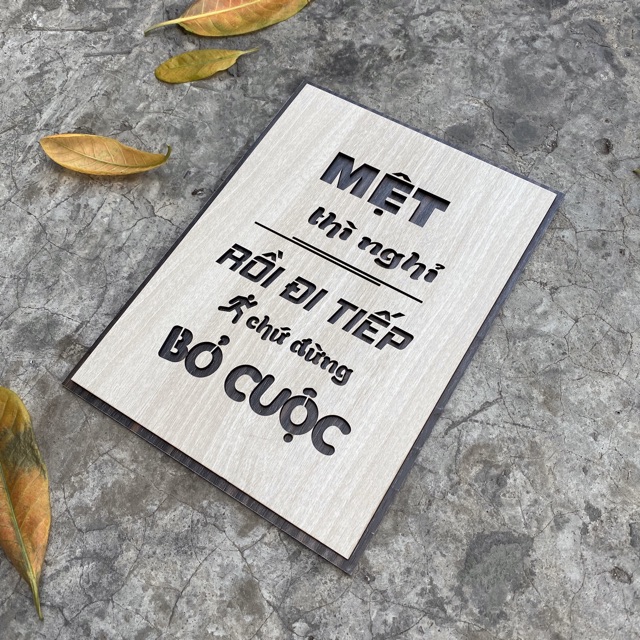 MỆT
thì nghỉ
RỒI ĐI TIẾP
chứ đừng
BỎ CUỘC